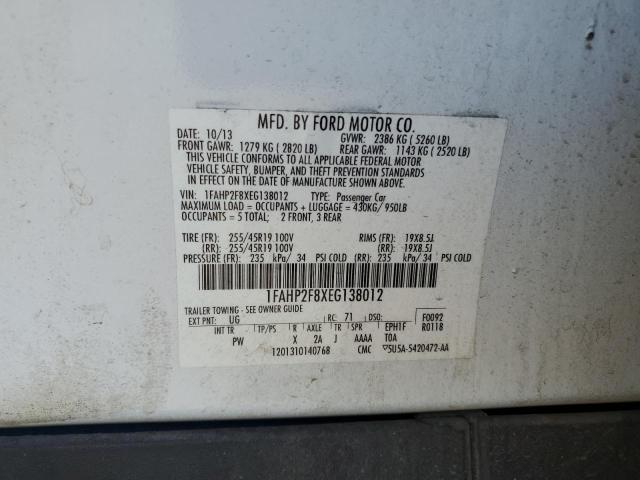 MFD. BY FORD MOTOR CO.
DATE: 10/13 GVWR: 2386 KG ( 5260 LB)
FRONT GAWR: 1279 KG ( 2820 LB) REAR GAWR: 1143 KG ( 2520 LB)
THIS VEHICLE CONFORMS TO ALL APPLICABLE FEDERAL MOTOR
VEHICLE SAFETY, BUMPER, AND THEFT PREVENTION STANDARDS
IN EFFECT ON THE DATE OF MANUFACTURE SHOWN ABOVE.
VIN: 1FAHP2F8XEG138012 TYPE: Passenger Car
MAXIMUM LOAD = OCCUPANTS + LUGGAGE = 430KG/ 950LB
OCCUPANTS = 5 TOTAL; 2 FRONT, 3 REAR
TIRE (FR): 255/45R19 100V RIMS (FR): 19X8.5J
(RR): 255/45R19 100V (RR): 19X8.5J
PRESSURE (FR): 235 kPa/ 34 PSI COLD (RR): 235 kPa/ 34 PSI COLD
1FAHP2F8XEG138012
TRAILER TOWING - SEE OWNER GUIDE
EXT PNT: UG RC: 71 DSO: F0092
INT TR TP/PS R AXLE TR SPR EPH1F R0118
PW X 2A J AAAA TOA
1201310140768 CMC ▽5U5A-5420472-AA